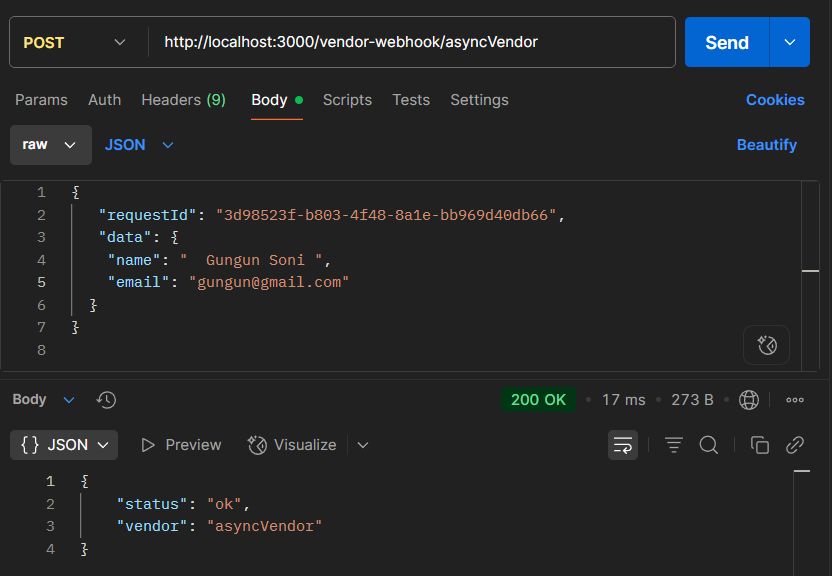 POST http://localhost:3000/vendor-webhook/asyncVendor Send
Params Auth Headers (9) Body Scripts Tests Settings Cookies
raw JSON Beautify
1 {
2 "requestId": "3d98523f-b803-4f48-8a1e-bb969d40db66",
3 "data": {
4 "name": "  Gungun Soni ",
5 "email": "gungun@gmail.com"
6 }
7 }
8
Body 200 OK • 17 ms • 273 B •
{} JSON Preview Visualize
1 {
2 "status": "ok",
3 "vendor": "asyncVendor"
4 }